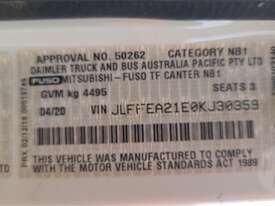 APPROVAL NO. 50262 CATEGORY NB1
DAIMLER TRUCK AND BUS AUSTRALIA PACIFIC PTY LTD
FUSO MITSUBISHI-FUSO TF CANTER NB1
GVM kg 4495 SEATS 3
04/20 VIN JLFFEA21E0KJ30359
THIS VEHICLE WAS MANUFACTURED TO COMPLY WITH
THE MOTOR VEHICLE STANDARDS ACT 1989